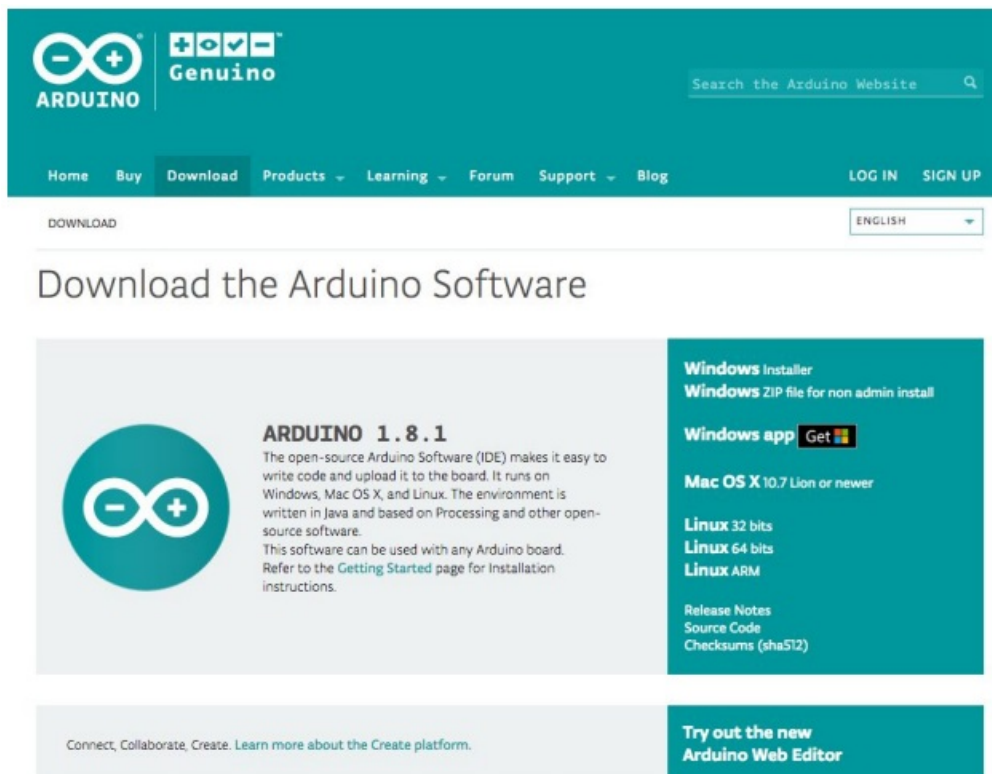 ARDUINO
Genuino
Search the Arduino Website
Home Buy Download Products Learning Forum Support Blog LOG IN SIGN UP
DOWNLOAD
ENGLISH
Download the Arduino Software
ARDUINO 1.8.1
The open-source Arduino Software (IDE) makes it easy to
write code and upload it to the board. It runs on
Windows, Mac OS X, and Linux. The environment is
written in Java and based on Processing and other open-
source software.
This software can be used with any Arduino board.
Refer to the Getting Started page for Installation
instructions.
Windows Installer
Windows ZIP file for non admin install
Windows app Get
Mac OS X 10.7 Lion or newer
Linux 32 bits
Linux 64 bits
Linux ARM
Release Notes
Source Code
Checksums (sha512)
Connect, Collaborate, Create. Learn more about the Create platform.
Try out the new
Arduino Web Editor